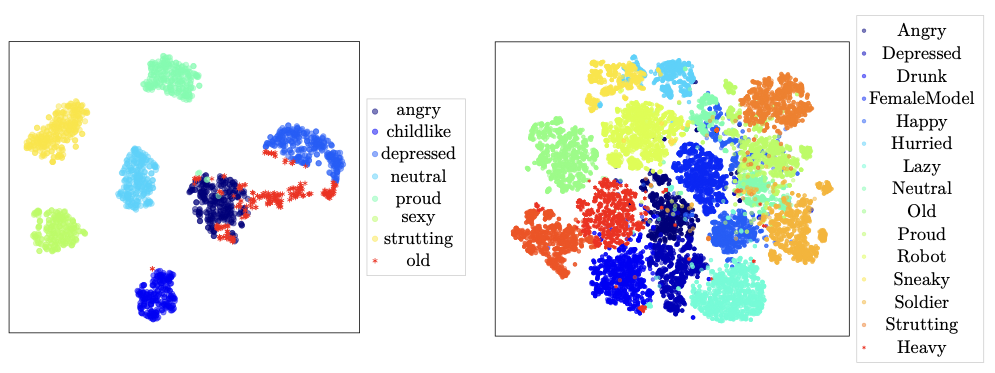 angry
childlike
depressed
neutral
proud
sexy
strutting
old
Angry
Depressed
Drunk
FemaleModel
Happy
Hurried
Lazy
Neutral
Old
Proud
Robot
Sneaky
Soldier
Strutting
Heavy